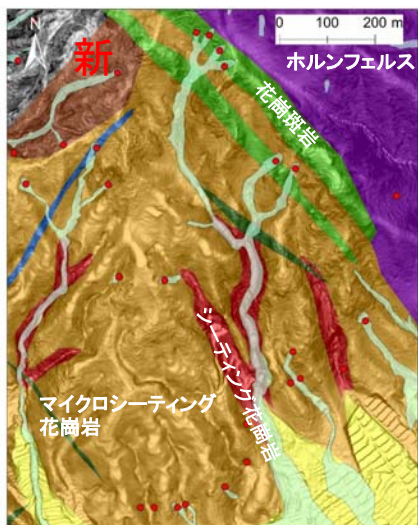 N
0 100 200 m
新
ホルンフェルス
花崗斑岩
シーティング花崗岩
マイクロシーティング
花崗岩